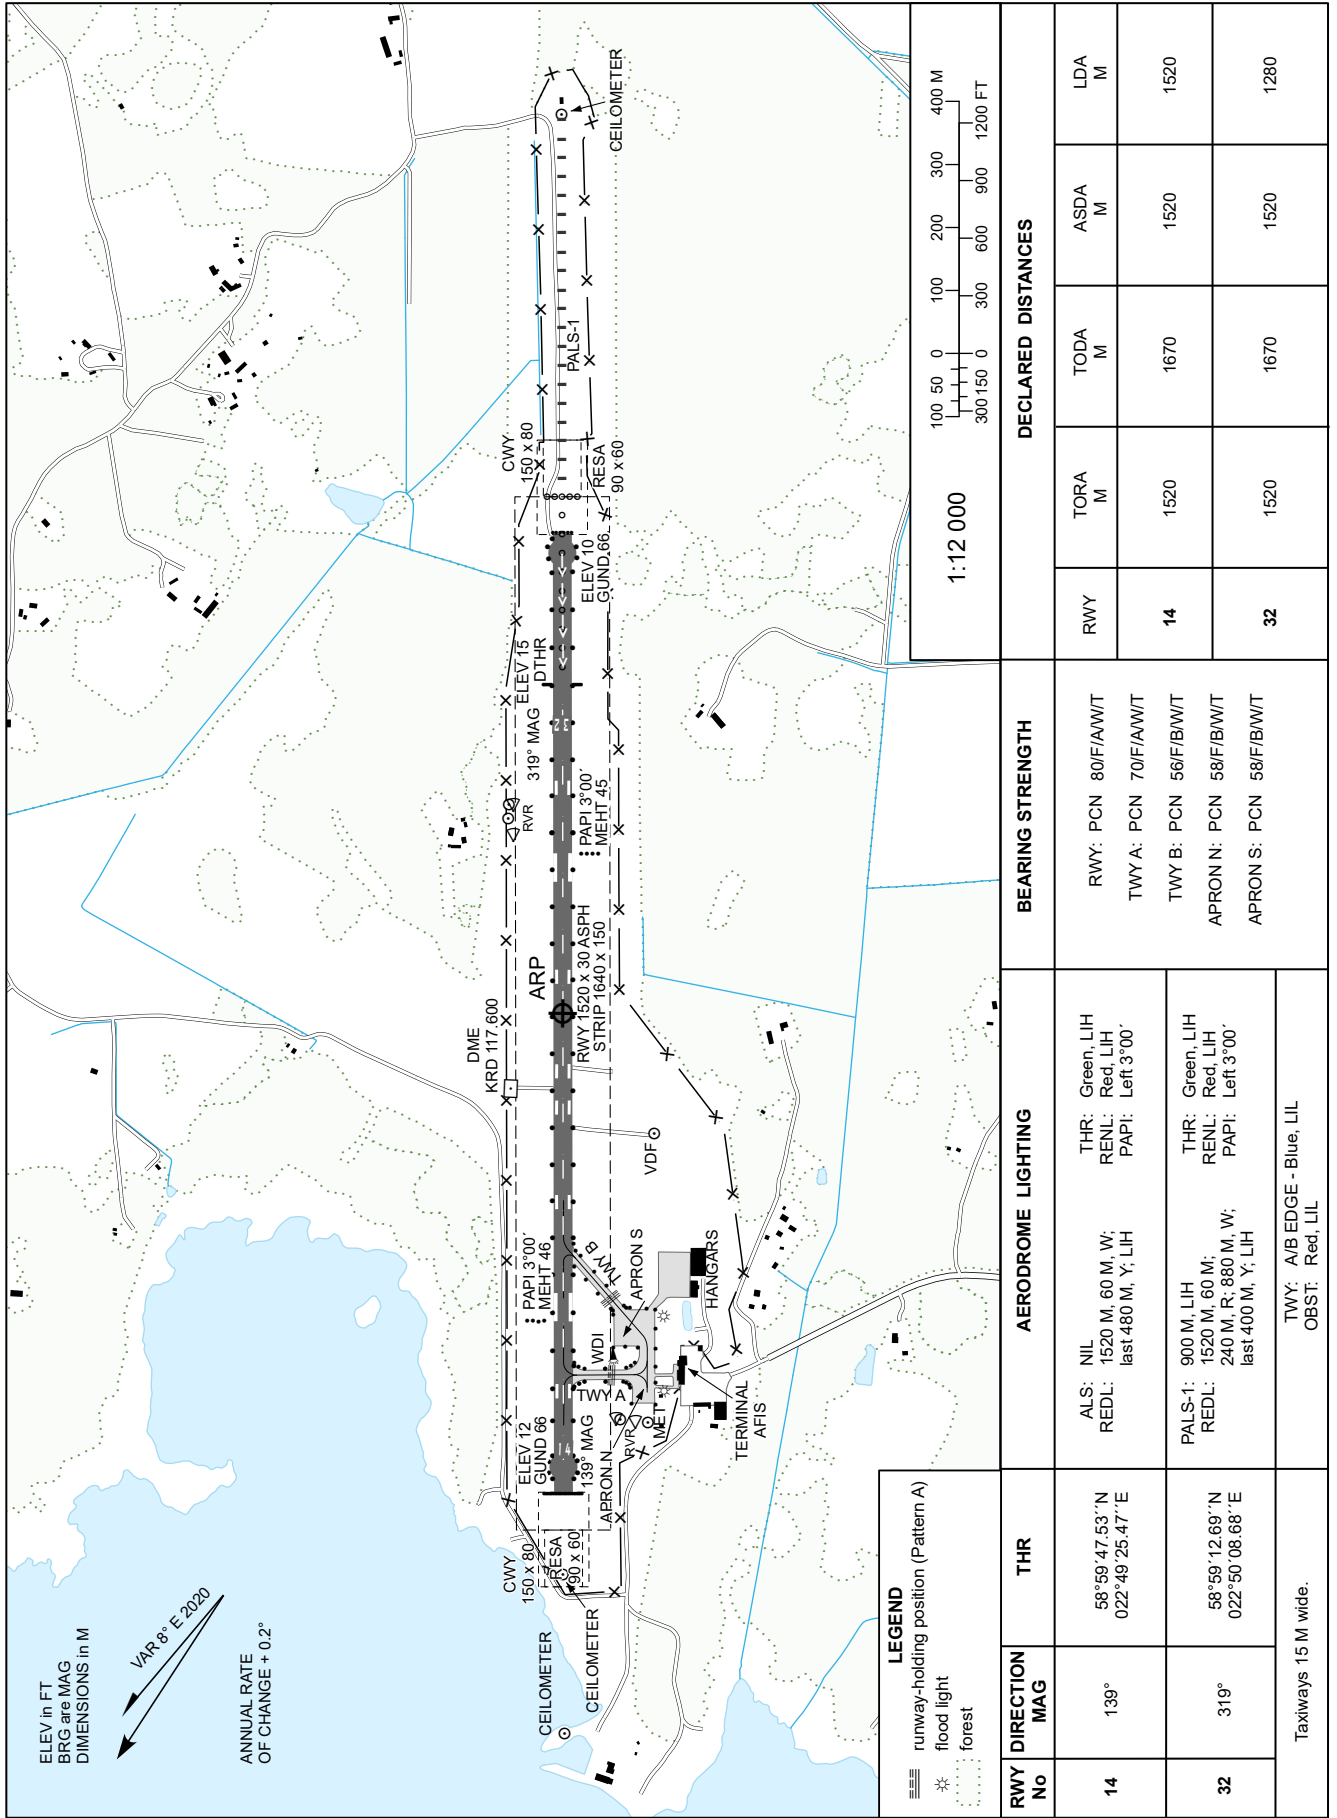 ELEV in FT
BRG are MAG
DIMENSIONS in M
VAR 8° E 2020
ANNUAL RATE
OF CHANGE + 0.2°
CEILOMETER
CEILOMETER
CWY
150 x 80
RESA
90 x 60
ELEV 12
GUND 66
14
139° MAG
APRON N
RVR
MET
TWY A
WDI
TERMINAL
AFIS
PAPI 3°00´
MEHT 46
TWY B
APRON S
HANGARS
VDF
DME
KRD 117.600
ARP
RWY 1520 x 30 ASPH
STRIP 1640 x 150
RVR
PAPI 3°00´
MEHT 45
319° MAG
32
ELEV 15
DTHR
ELEV 10
GUND 66
CWY
150 x 80
RESA
90 x 60
PALS-1
CEILOMETER
1:12 000
100 50 0 100 200 300 400 M
300 150 0 300 600 900 1200 FT
LEGEND
runway-holding position (Pattern A)
flood light
forest
RWY No
DIRECTION MAG
THR
14 139° 58°59´47.53´´N
022°49´25.47´´E
32 319° 58°59´12.69´´N
022°50´08.68´´E
Taxiways 15 M wide.
AERODROME LIGHTING
ALS: NIL
REDL: 1520 M, 60 M, W;
last 480 M, Y; LIH
THR: Green, LIH
RENL: Red, LIH
PAPI: Left 3°00´
PALS-1: 900 M, LIH
REDL: 1520 M, 60 M;
240 M, R; 880 M, W;
last 400 M, Y; LIH
THR: Green, LIH
RENL: Red, LIH
PAPI: Left 3°00´
TWY: A/B EDGE - Blue, LIL
OBST: Red, LIL
BEARING STRENGTH
RWY: PCN 80/F/A/W/T
TWY A: PCN 70/F/A/W/T
TWY B: PCN 56/F/B/W/T
APRON N: PCN 58/F/B/W/T
APRON S: PCN 58/F/B/W/T
DECLARED DISTANCES
RWY TORA M TODA M ASDA M LDA M
14 1520 1670 1520 1520
32 1520 1670 1520 1280